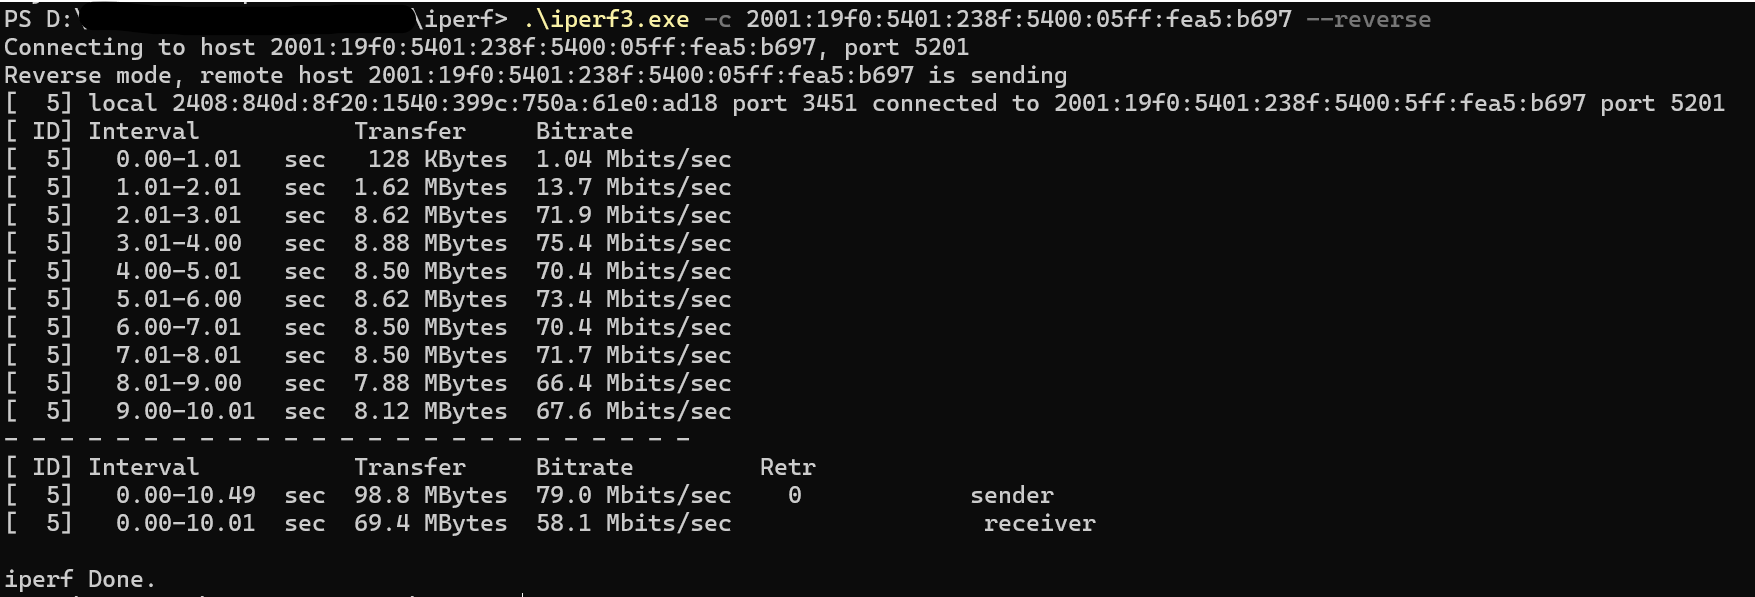 PS D:\ \iperf> .\iperf3.exe -c 2001:19f0:5401:238f:5400:05ff:fea5:b697 --reverse
Connecting to host 2001:19f0:5401:238f:5400:05ff:fea5:b697, port 5201
Reverse mode, remote host 2001:19f0:5401:238f:5400:05ff:fea5:b697 is sending
[  5] local 2408:840d:8f20:1540:399c:750a:61e0:ad18 port 3451 connected to 2001:19f0:5401:238f:5400:5ff:fea5:b697 port 5201
[ ID] Interval           Transfer     Bitrate
[  5]   0.00-1.01   sec   128 KBytes  1.04 Mbits/sec
[  5]   1.01-2.01   sec  1.62 MBytes  13.7 Mbits/sec
[  5]   2.01-3.01   sec  8.62 MBytes  71.9 Mbits/sec
[  5]   3.01-4.00   sec  8.88 MBytes  75.4 Mbits/sec
[  5]   4.00-5.01   sec  8.50 MBytes  70.4 Mbits/sec
[  5]   5.01-6.00   sec  8.62 MBytes  73.4 Mbits/sec
[  5]   6.00-7.01   sec  8.50 MBytes  70.4 Mbits/sec
[  5]   7.01-8.01   sec  8.50 MBytes  71.7 Mbits/sec
[  5]   8.01-9.00   sec  7.88 MBytes  66.4 Mbits/sec
[  5]   9.00-10.01  sec  8.12 MBytes  67.6 Mbits/sec
- - - - - - - - - - - - - - - - - - - - - - - - -
[ ID] Interval           Transfer     Bitrate         Retr
[  5]   0.00-10.49  sec  98.8 MBytes  79.0 Mbits/sec    0            sender
[  5]   0.00-10.01  sec  69.4 MBytes  58.1 Mbits/sec                  receiver
iperf Done.